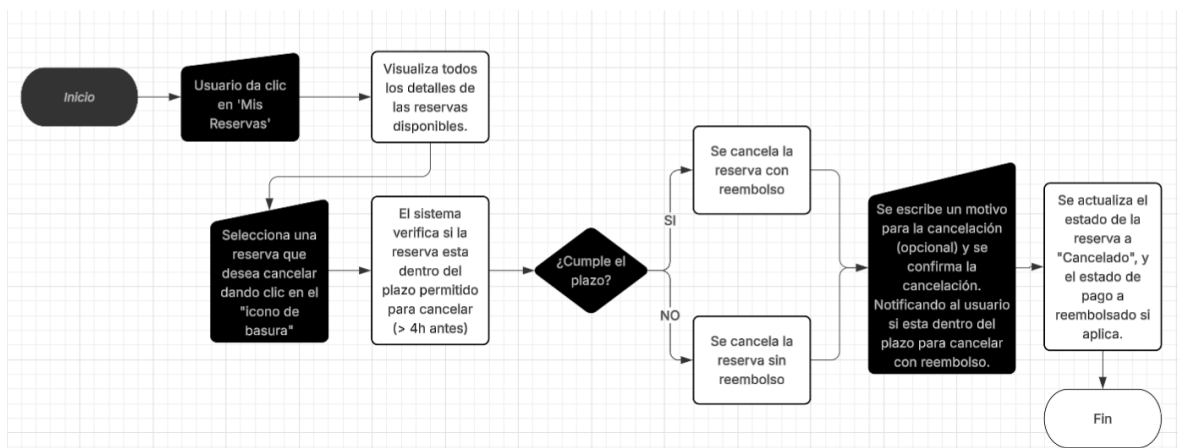 Inicio
Usuario da clic
en 'Mis
Reservas'
Visualiza todos
los detalles de
las reservas
disponibles.
Selecciona una
reserva que
desea cancelar
dando clic en el
"icono de
basura"
El sistema
verifica si la
reserva esta
dentro del
plazo permitido
para cancelar
(> 4h antes)
¿Cumple el
plazo?
SI
Se cancela la
reserva con
reembolso
NO
Se cancela la
reserva sin
reembolso
Se escribe un motivo
para la cancelación
(opcional) y se
confirma la
cancelación.
Notificando al usuario
si esta dentro del
plazo para cancelar
con reembolso.
Se actualiza el
estado de la
reserva a
"Cancelado", y
el estado de
pago a
reembolsado si
aplica.
Fin